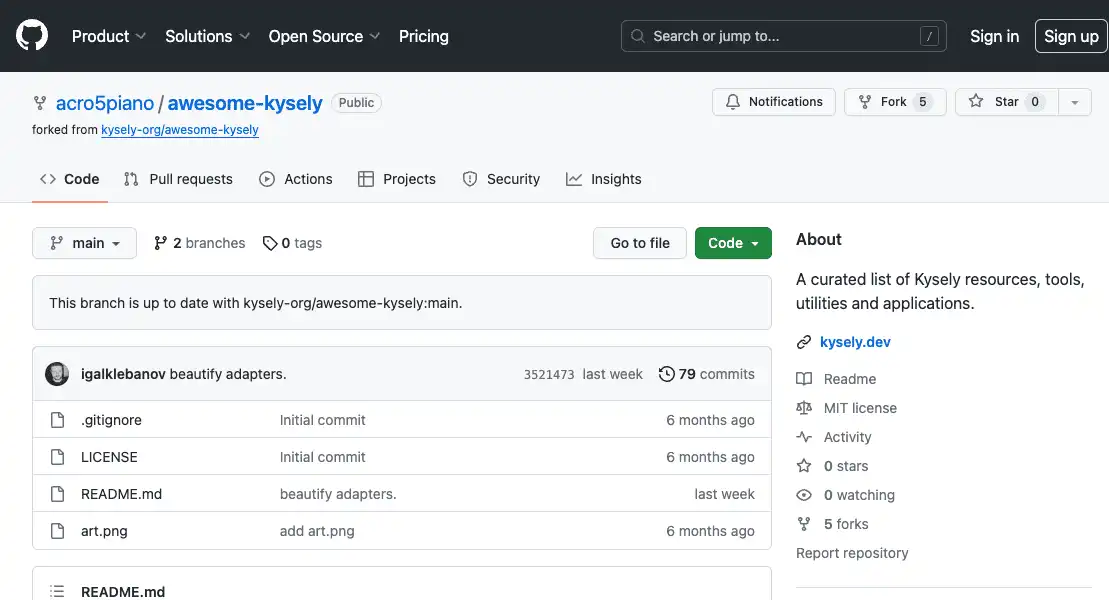 Product Solutions Open Source Pricing Search or jump to... / Sign in Sign up
acro5piano / awesome-kysely Public Notifications Fork 5 Star 0
forked from kysely-org/awesome-kysely
Code Pull requests Actions Projects Security Insights
main 2 branches 0 tags Go to file Code
This branch is up to date with kysely-org/awesome-kysely:main.
igalklebanov beautify adapters. 3521473 last week 79 commits
.gitignore Initial commit 6 months ago
LICENSE Initial commit 6 months ago
README.md beautify adapters. last week
art.png add art.png 6 months ago
README.md
About
A curated list of Kysely resources, tools,
utilities and applications.
kysely.dev
Readme
MIT license
Activity
0 stars
0 watching
5 forks
Report repository